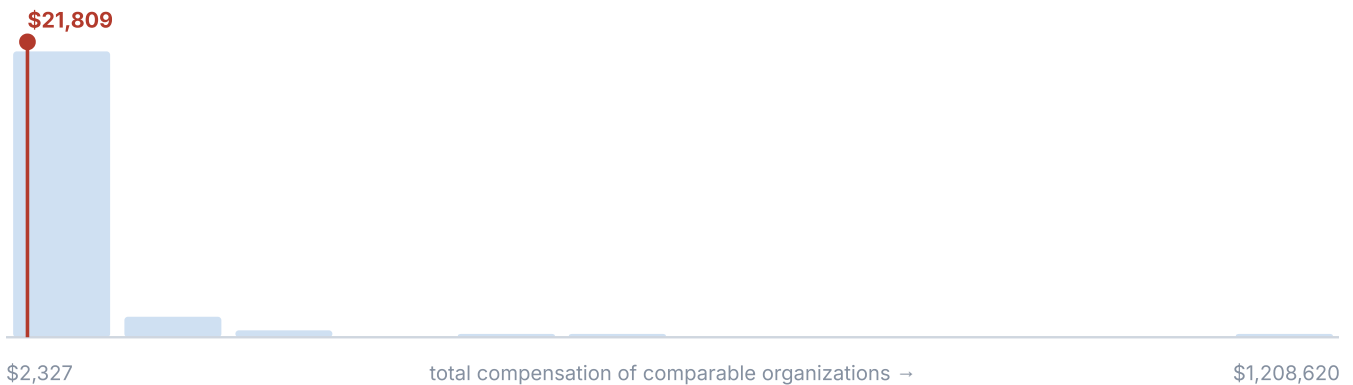 $21,809
$2,327
total compensation of comparable organizations →
$1,208,620